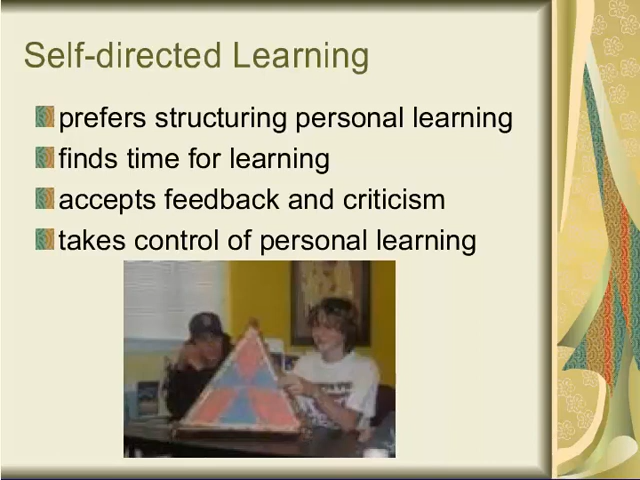 Self-directed Learning
prefers structuring personal learning
finds time for learning
accepts feedback and criticism
takes control of personal learning